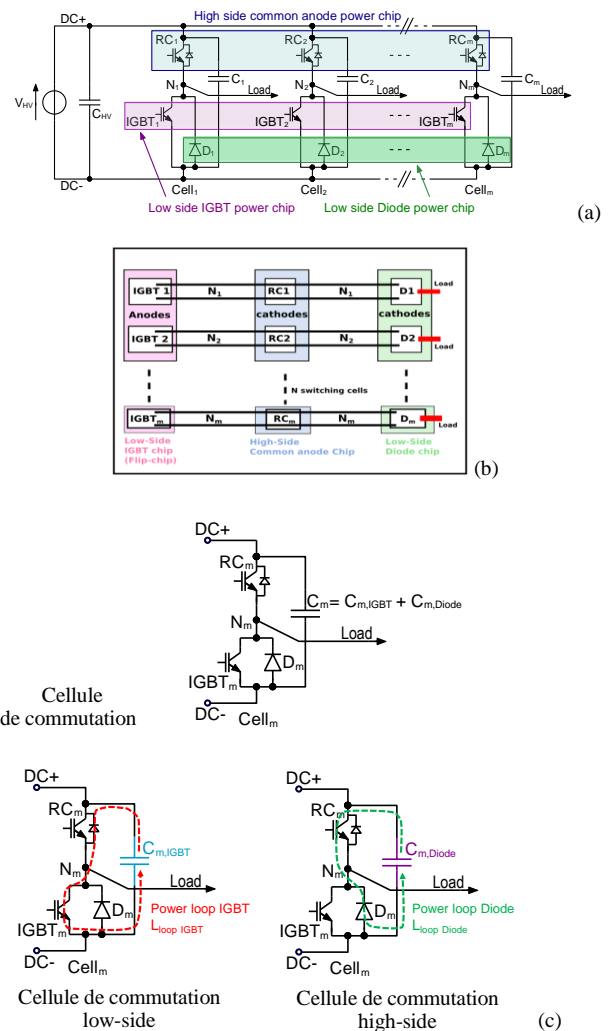 High side common anode power chip
DC+
RC1 RC2 RCm
C1 C2 Cm
N1 Load N2 Load Nm Load
VHV CHV
IGBT1 IGBT2 IGBTm
D1 D2 Dm
DC- Cell1 Cell2 Cellm
Low side IGBT power chip Low side Diode power chip
(a)
IGBT 1 N1 RC1 N1 D1 Load
Anodes cathodes cathodes
IGBT 2 N2 RC2 N2 D2 Load
N switching cells
IGBTm Nm RCm Nm Dm Load
Low-Side High-Side Low-Side
IGBT chip Common anode Chip Diode chip
(Flip-chip)
(b)
DC+
RCm
Cm= Cm,IGBT + Cm,Diode
Nm
Load
Dm
IGBTm
DC- Cellm
Cellule
de commutation
DC+ DC+
RCm RCm
Cm,IGBT Cm,Diode
Nm Load Nm Load
Dm Power loop IGBT Dm Power loop Diode
IGBTm Lloop IGBT IGBTm Lloop Diode
DC- Cellm DC- Cellm
Cellule de commutation Cellule de commutation
low-side high-side (c)